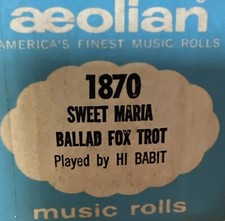 aeolian®
AMERICA'S FINEST MUSIC ROLLS
1870
SWEET MARIA
BALLAD FOX TROT
Played by HI BABIT
music rolls